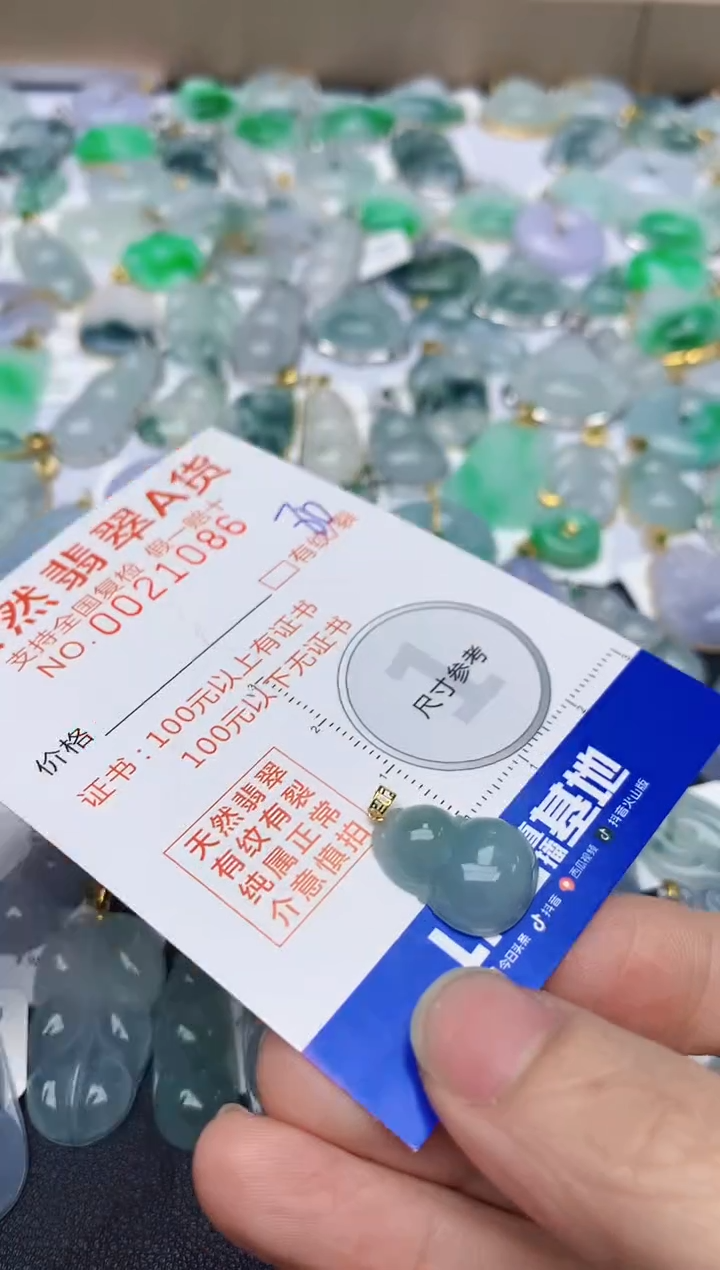 然翡翠A货
支持全国复检 假一赔十
NO.0021086
有纹裂
价格
证书：100元以上有证书
100元以下无证书
天然翡翠
有纹有裂
纯属正常
介意慎拍
1
尺寸参考
播基地
今日头条 抖音 西瓜视频 抖音火山版